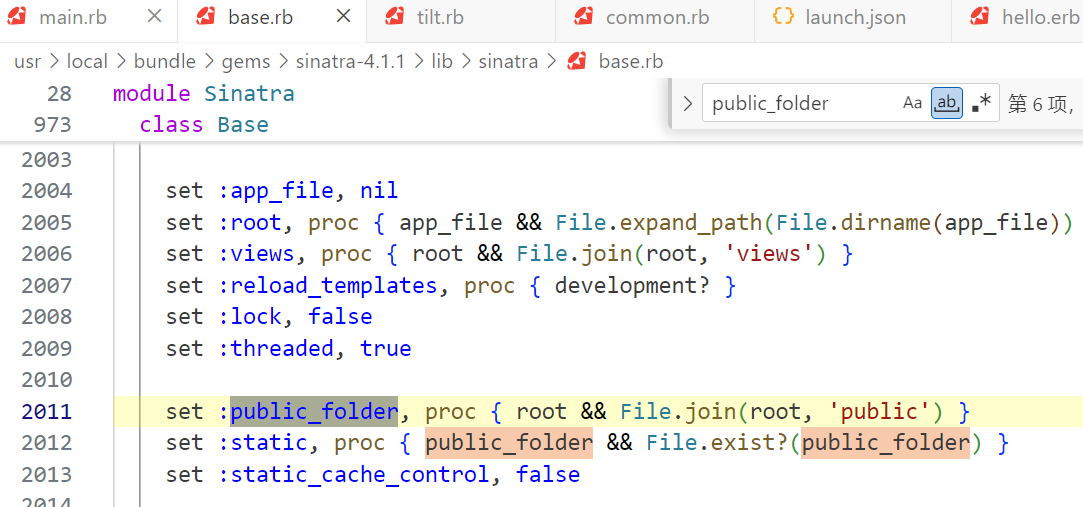 main.rb base.rb tilt.rb common.rb launch.json hello.erb
usr > local > bundle > gems > sinatra-4.1.1 > lib > sinatra > base.rb
28 module Sinatra
public_folder Aa ab .* 第 6 项,
973 class Base
2003
2004 set :app_file, nil
2005 set :root, proc { app_file && File.expand_path(File.dirname(app_file))
2006 set :views, proc { root && File.join(root, 'views') }
2007 set :reload_templates, proc { development? }
2008 set :lock, false
2009 set :threaded, true
2010
2011 set :public_folder, proc { root && File.join(root, 'public') }
2012 set :static, proc { public_folder && File.exist?(public_folder) }
2013 set :static_cache_control, false
2014